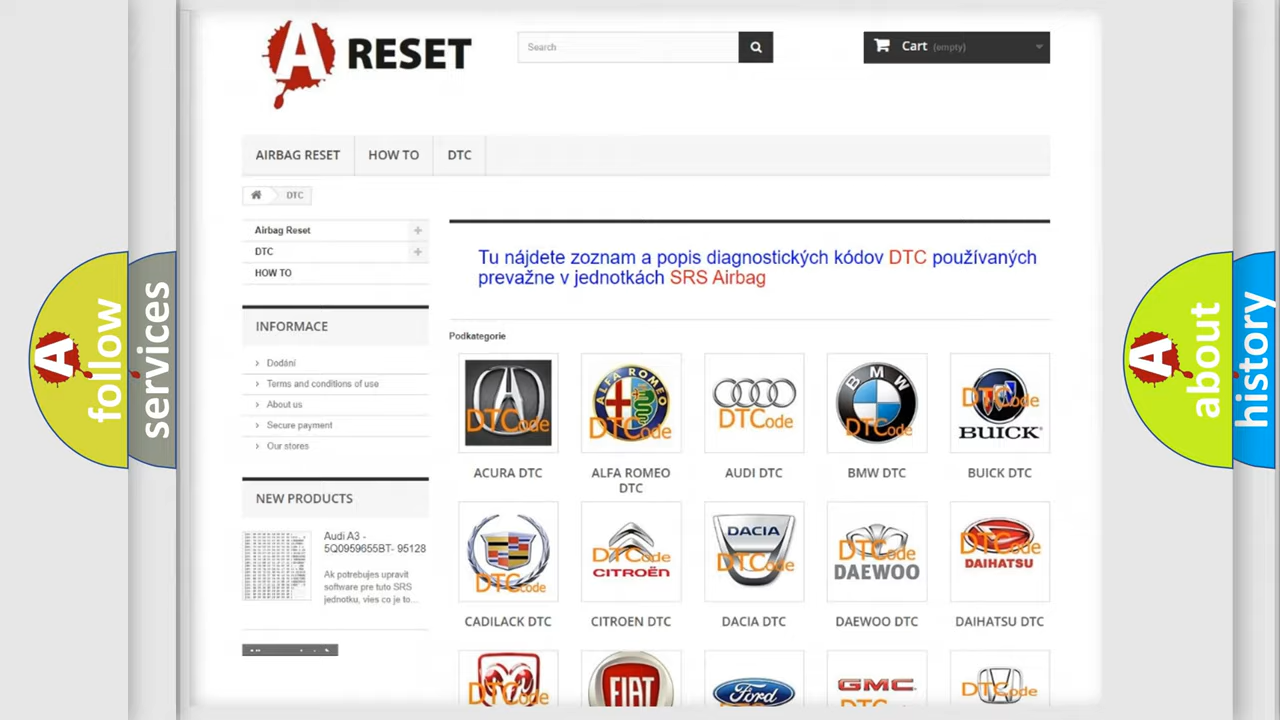 A RESET
Search
Cart (empty)
AIRBAG RESET
HOW TO
DTC
DTC
Airbag Reset
DTC
HOW TO
INFORMACE
Dodání
Terms and conditions of use
About us
Secure payment
Our stores
NEW PRODUCTS
Audi A3 -
5Q0959655BT- 95128
Ak potrebujes upravit
software pre tuto SRS
jednotku, vies co je to...
Tu nájdete zoznam a popis diagnostických kódov DTC používaných
prevažne v jednotkách SRS Airbag
Podkategorie
DTCode
ALFA ROMEO
DTCode
DTCode
BMW
DTCode
DTCode
BUICK
ACURA DTC
ALFA ROMEO
DTC
AUDI DTC
BMW DTC
BUICK DTC
DTCode
DTCode
CITROËN
DACIA
DTCode
DTCode
DAEWOO
DTCode
DAIHATSU
CADILACK DTC
CITROEN DTC
DACIA DTC
DAEWOO DTC
DAIHATSU DTC
DTCode
FIAT
Ford
GMC
DTCode
A follow
services
A about
history